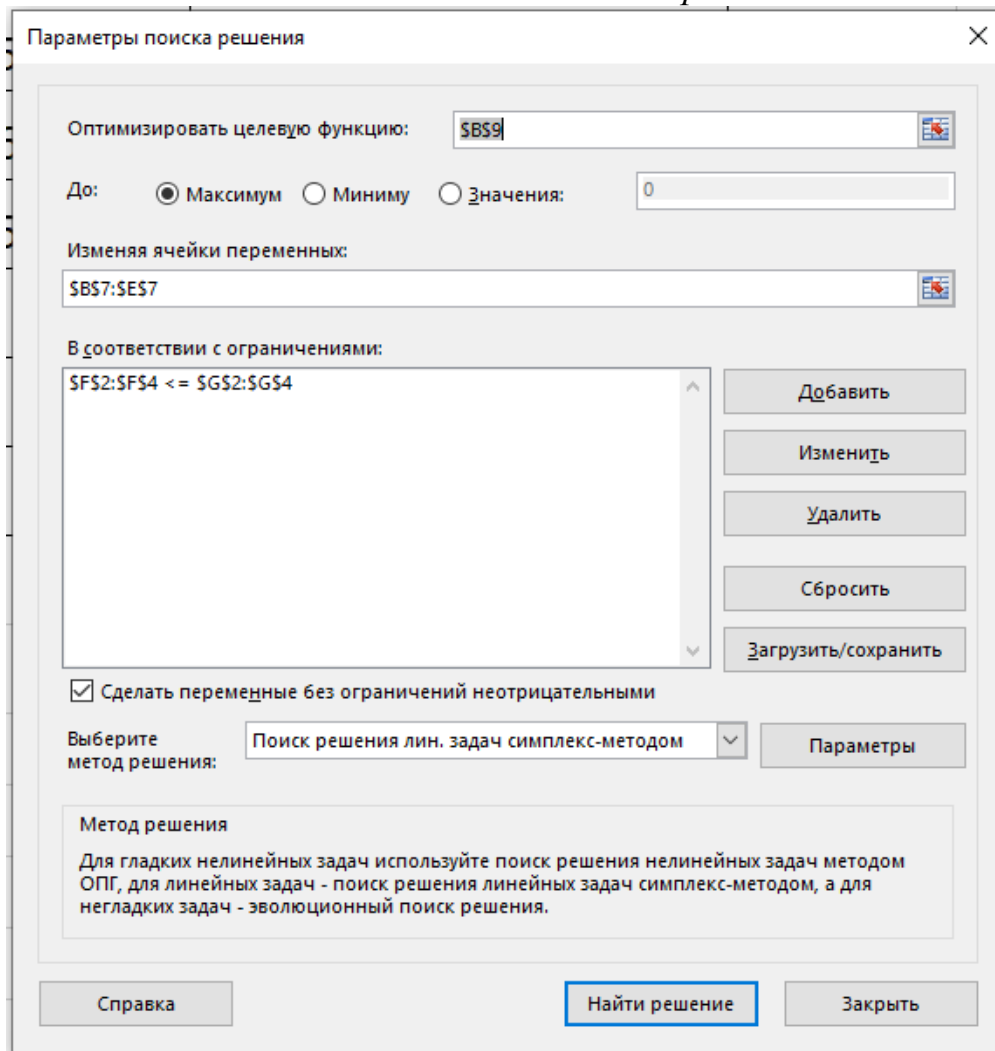 Параметры поиска решения
Оптимизировать целевую функцию:
$B$9
До:
Максимум
Миниму
Значения:
0
Изменяя ячейки переменных:
$B$7:$E$7
В соответствии с ограничениями:
$F$2:$F$4 <= $G$2:$G$4
Добавить
Изменить
Удалить
Сбросить
Загрузить/сохранить
Сделать переменные без ограничений неотрицательными
Выберите
метод решения:
Поиск решения лин. задач симплекс-методом
Параметры
Метод решения
Для гладких нелинейных задач используйте поиск решения нелинейных задач методом
ОПГ, для линейных задач - поиск решения линейных задач симплекс-методом, а для
негладких задач - эволюционный поиск решения.
Справка
Найти решение
Закрыть